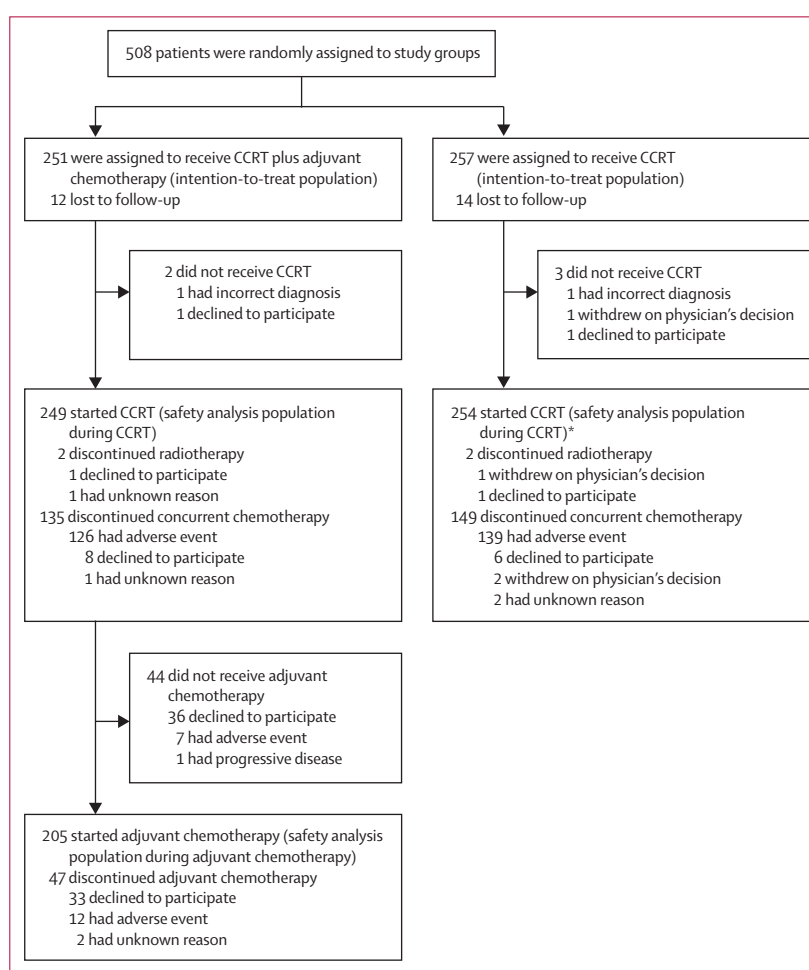 508 patients were randomly assigned to study groups
251 were assigned to receive CCRT plus adjuvant
chemotherapy (intention-to-treat population)
12 lost to follow-up
257 were assigned to receive CCRT
(intention-to-treat population)
14 lost to follow-up
2 did not receive CCRT
1 had incorrect diagnosis
1 declined to participate
3 did not receive CCRT
1 had incorrect diagnosis
1 withdrew on physician's decision
1 declined to participate
249 started CCRT (safety analysis population
during CCRT)
2 discontinued radiotherapy
1 declined to participate
1 had unknown reason
135 discontinued concurrent chemotherapy
126 had adverse event
8 declined to participate
1 had unknown reason
254 started CCRT (safety analysis population
during CCRT)*
2 discontinued radiotherapy
1 withdrew on physician's decision
1 declined to participate
149 discontinued concurrent chemotherapy
139 had adverse event
6 declined to participate
2 withdrew on physician's decision
2 had unknown reason
44 did not receive adjuvant
chemotherapy
36 declined to participate
7 had adverse event
1 had progressive disease
205 started adjuvant chemotherapy (safety analysis
population during adjuvant chemotherapy)
47 discontinued adjuvant chemotherapy
33 declined to participate
12 had adverse event
2 had unknown reason